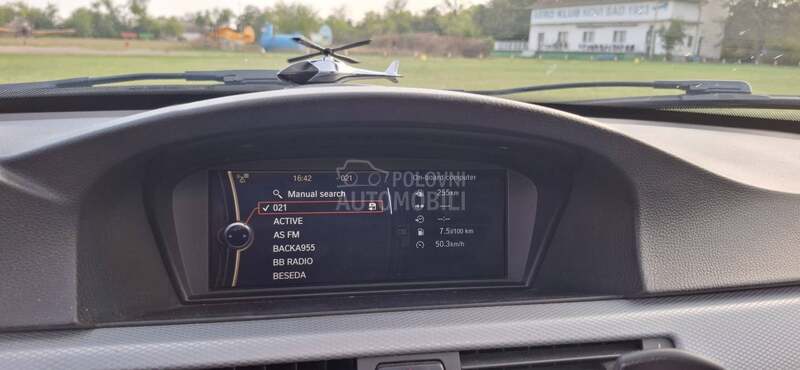 AERO KLUB NOVI SAD 1923
16:42
021
On-board computer
Manual search
POLOVNI
AUTOMOBILI
255km
✓ 021
---
ACTIVE
--:--
AS FM
7.5l/100 km
BACKA955
50.3km/h
BB RADIO
BESEDA